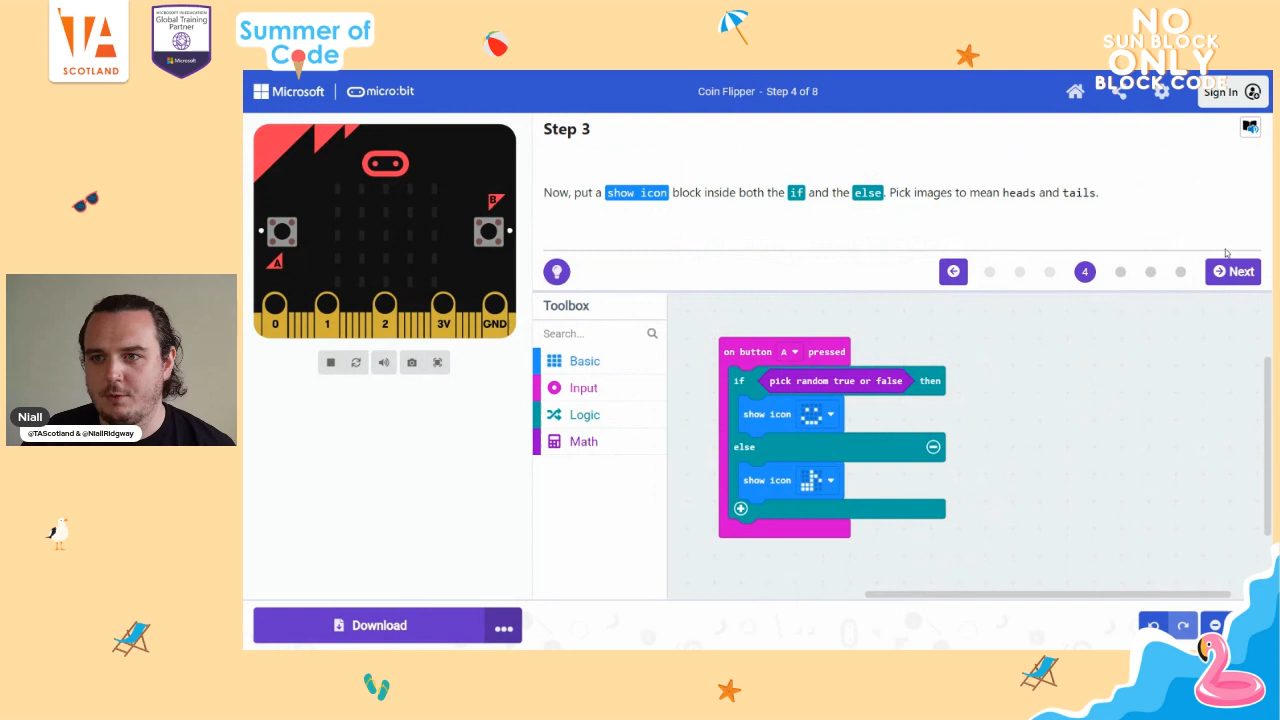 TA
SCOTLAND
MICROSOFT IN EDUCATION
Global Training
Partner
Microsoft
Summer of
Code
NO
SUN BLOCK
ONLY
BLOCK CODE
Microsoft
micro:bit
Coin Flipper - Step 4 of 8
Sign In
Step 3
Now, put a show icon block inside both the if and the else. Pick images to mean heads and tails.
B
A
0 1 2 3V GND
4
Next
Toolbox
Search...
Basic
Input
Logic
Math
on button A pressed
if pick random true or false then
show icon
else
show icon
Niall
@TAScotland & @NiallRidgway
Download